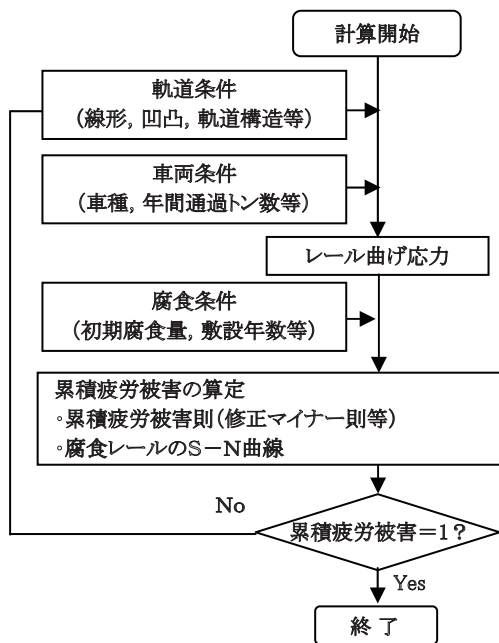 計算開始
軌道条件
(線形, 凹凸, 軌道構造等)
車両条件
(車種, 年間通過トン数等)
レール曲げ応力
腐食条件
(初期腐食量, 敷設年数等)
累積疲労被害の算定
・累積疲労被害則(修正マイナー則等)
・腐食レールのS-N曲線
No
累積疲労被害=1?
Yes
終 了